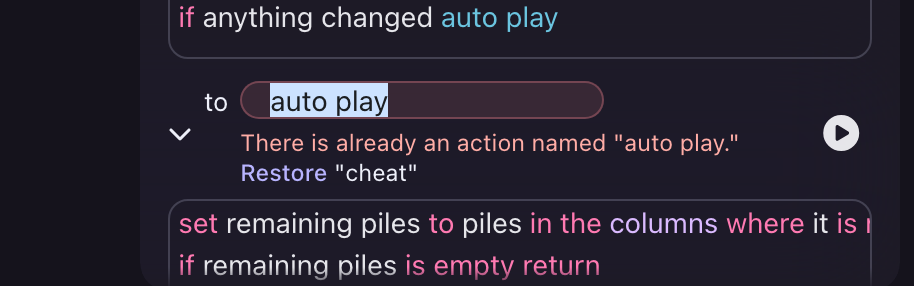 if anything changed auto play
to auto play
There is already an action named "auto play."
Restore "cheat"
set remaining piles to piles in the columns where it is
if remaining piles is empty return